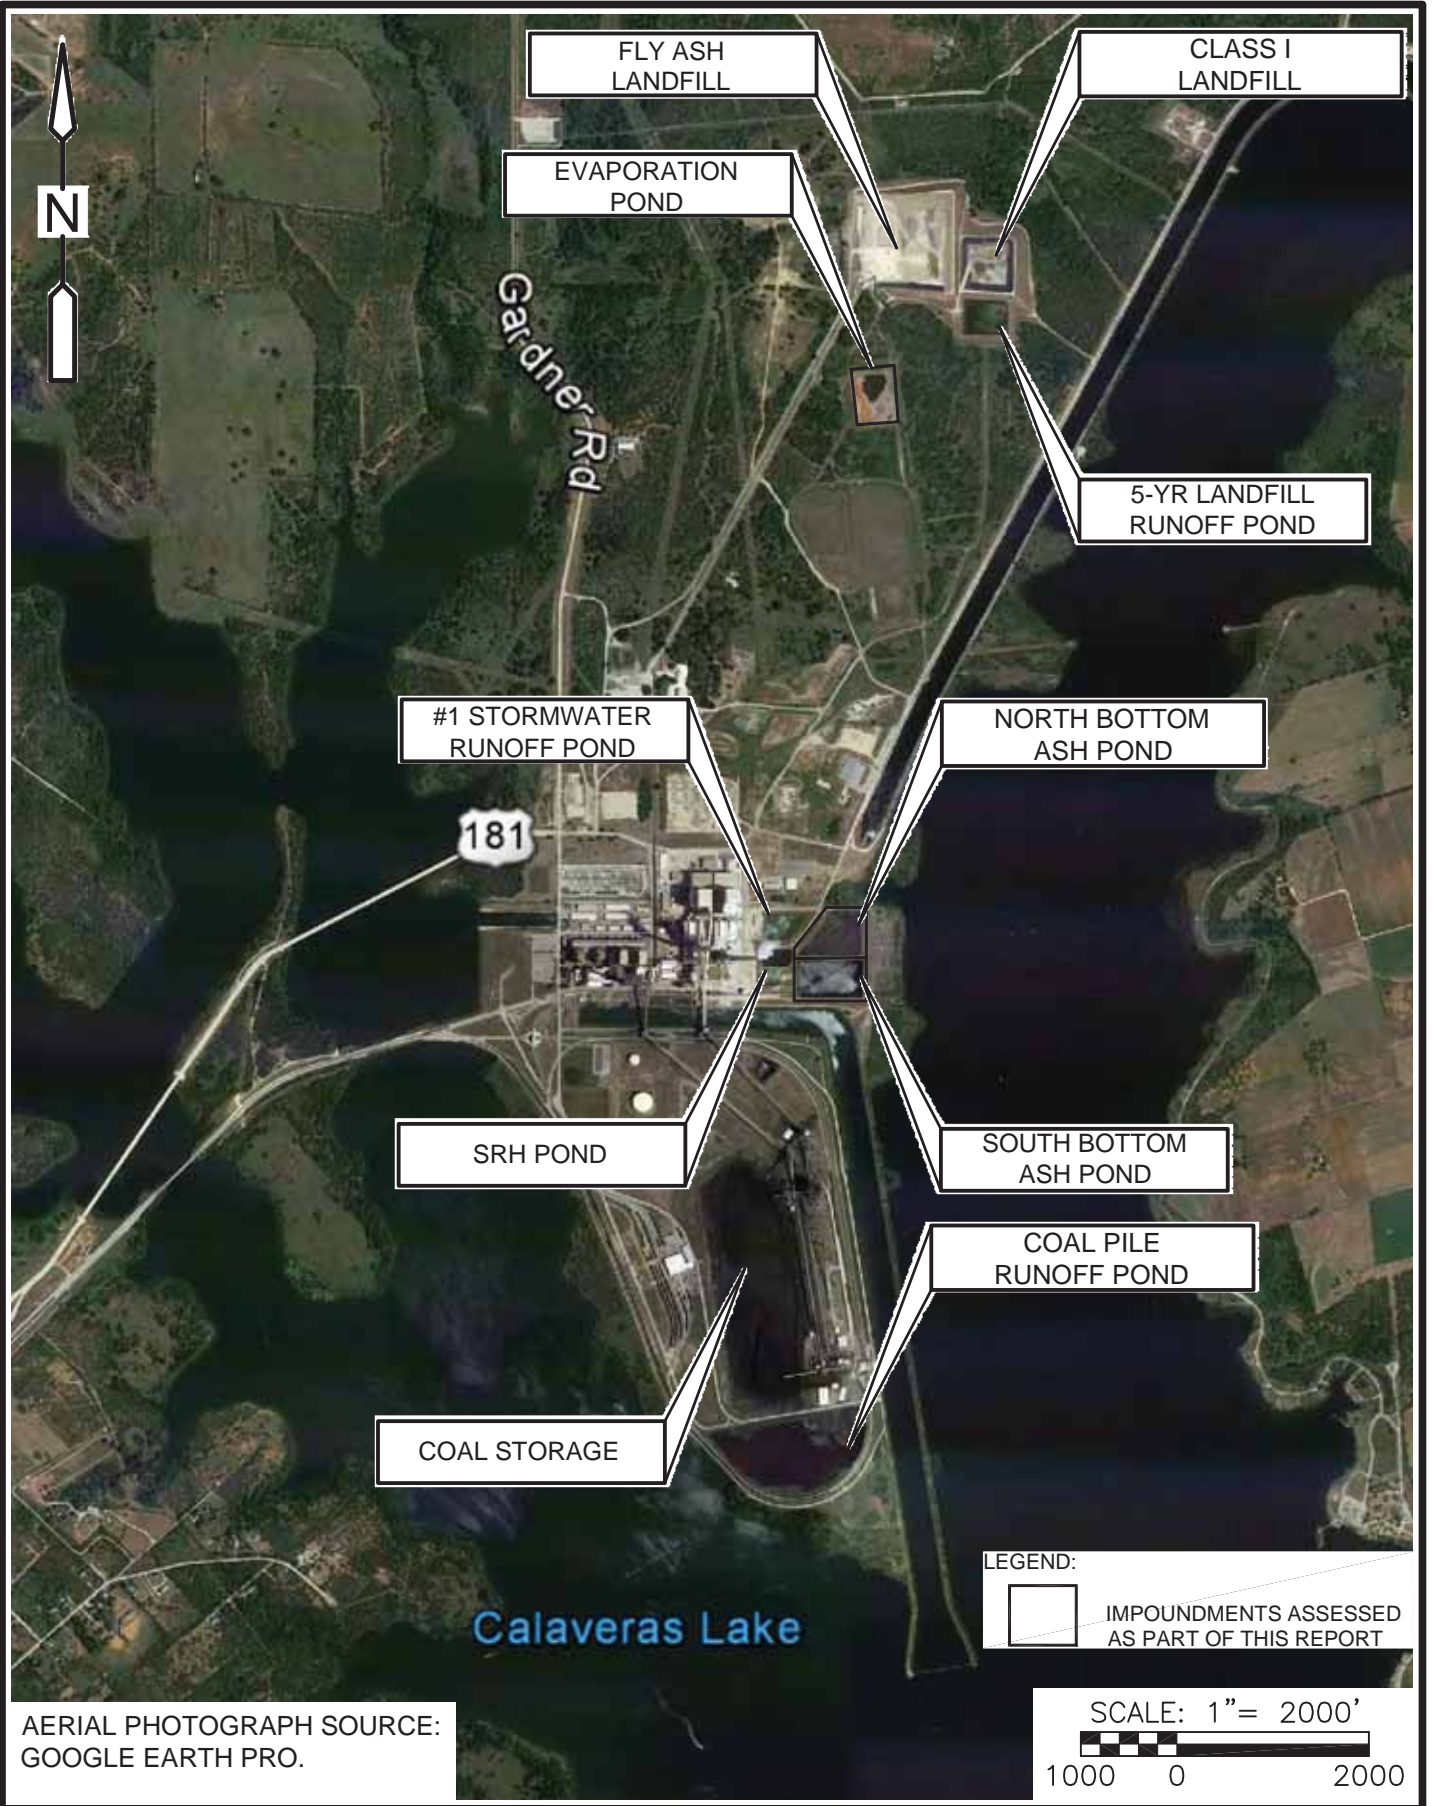 FLY ASH
LANDFILL
CLASS I
LANDFILL
EVAPORATION
POND
N
Gardner Rd
5-YR LANDFILL
RUNOFF POND
#1 STORMWATER
RUNOFF POND
NORTH BOTTOM
ASH POND
181
SRH POND
SOUTH BOTTOM
ASH POND
COAL PILE
RUNOFF POND
COAL STORAGE
LEGEND:
IMPOUNDMENTS ASSESSED
AS PART OF THIS REPORT
Calaveras Lake
AERIAL PHOTOGRAPH SOURCE:
GOOGLE EARTH PRO.
SCALE: 1"= 2000'
1000 0 2000